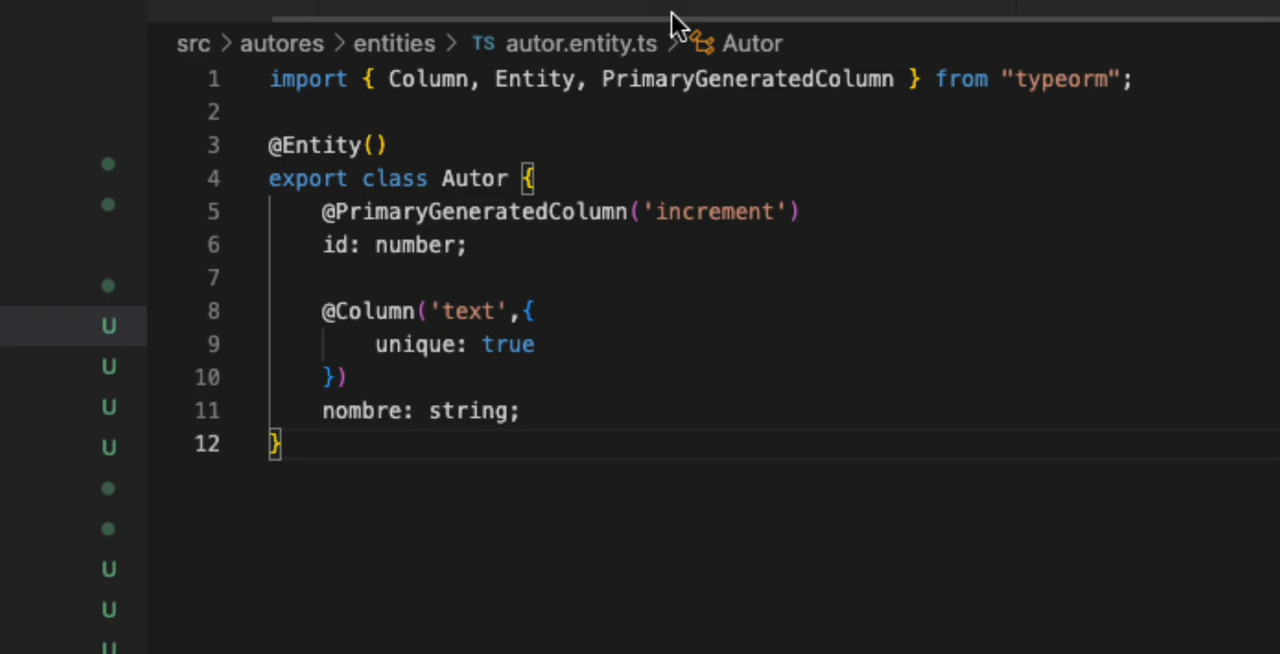 src > autores > entities > TS autor.entity.ts > Autor
1 import { Column, Entity, PrimaryGeneratedColumn } from "typeorm";
2
3 @Entity()
4 export class Autor {
5     @PrimaryGeneratedColumn('increment')
6     id: number;
7
8     @Column('text',{
9         unique: true
10     })
11     nombre: string;
12 }
U
U
U
U
U
U
U